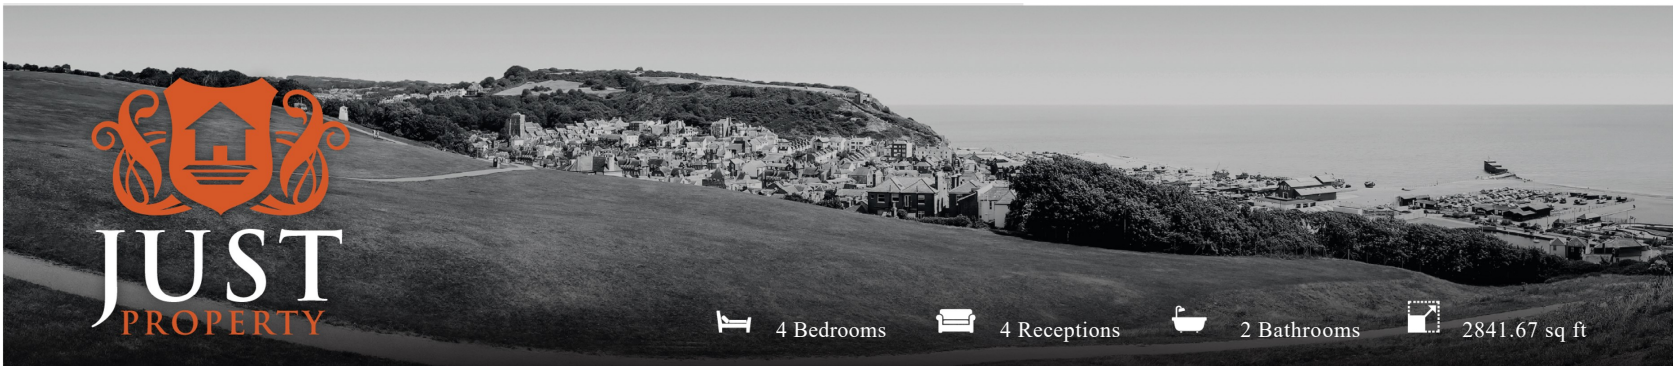 JUST
PROPERTY
4 Bedrooms 4 Receptions 2 Bathrooms 2841.67 sq ft